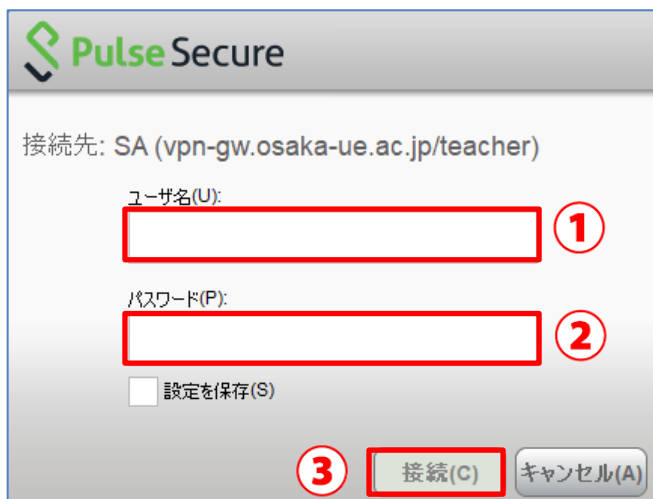 Pulse Secure
接続先: SA (vpn-gw.osaka-ue.ac.jp/teacher)
ユーザ名(U):
①
パスワード(P):
②
設定を保存(S)
③ 接続(C) キャンセル(A)